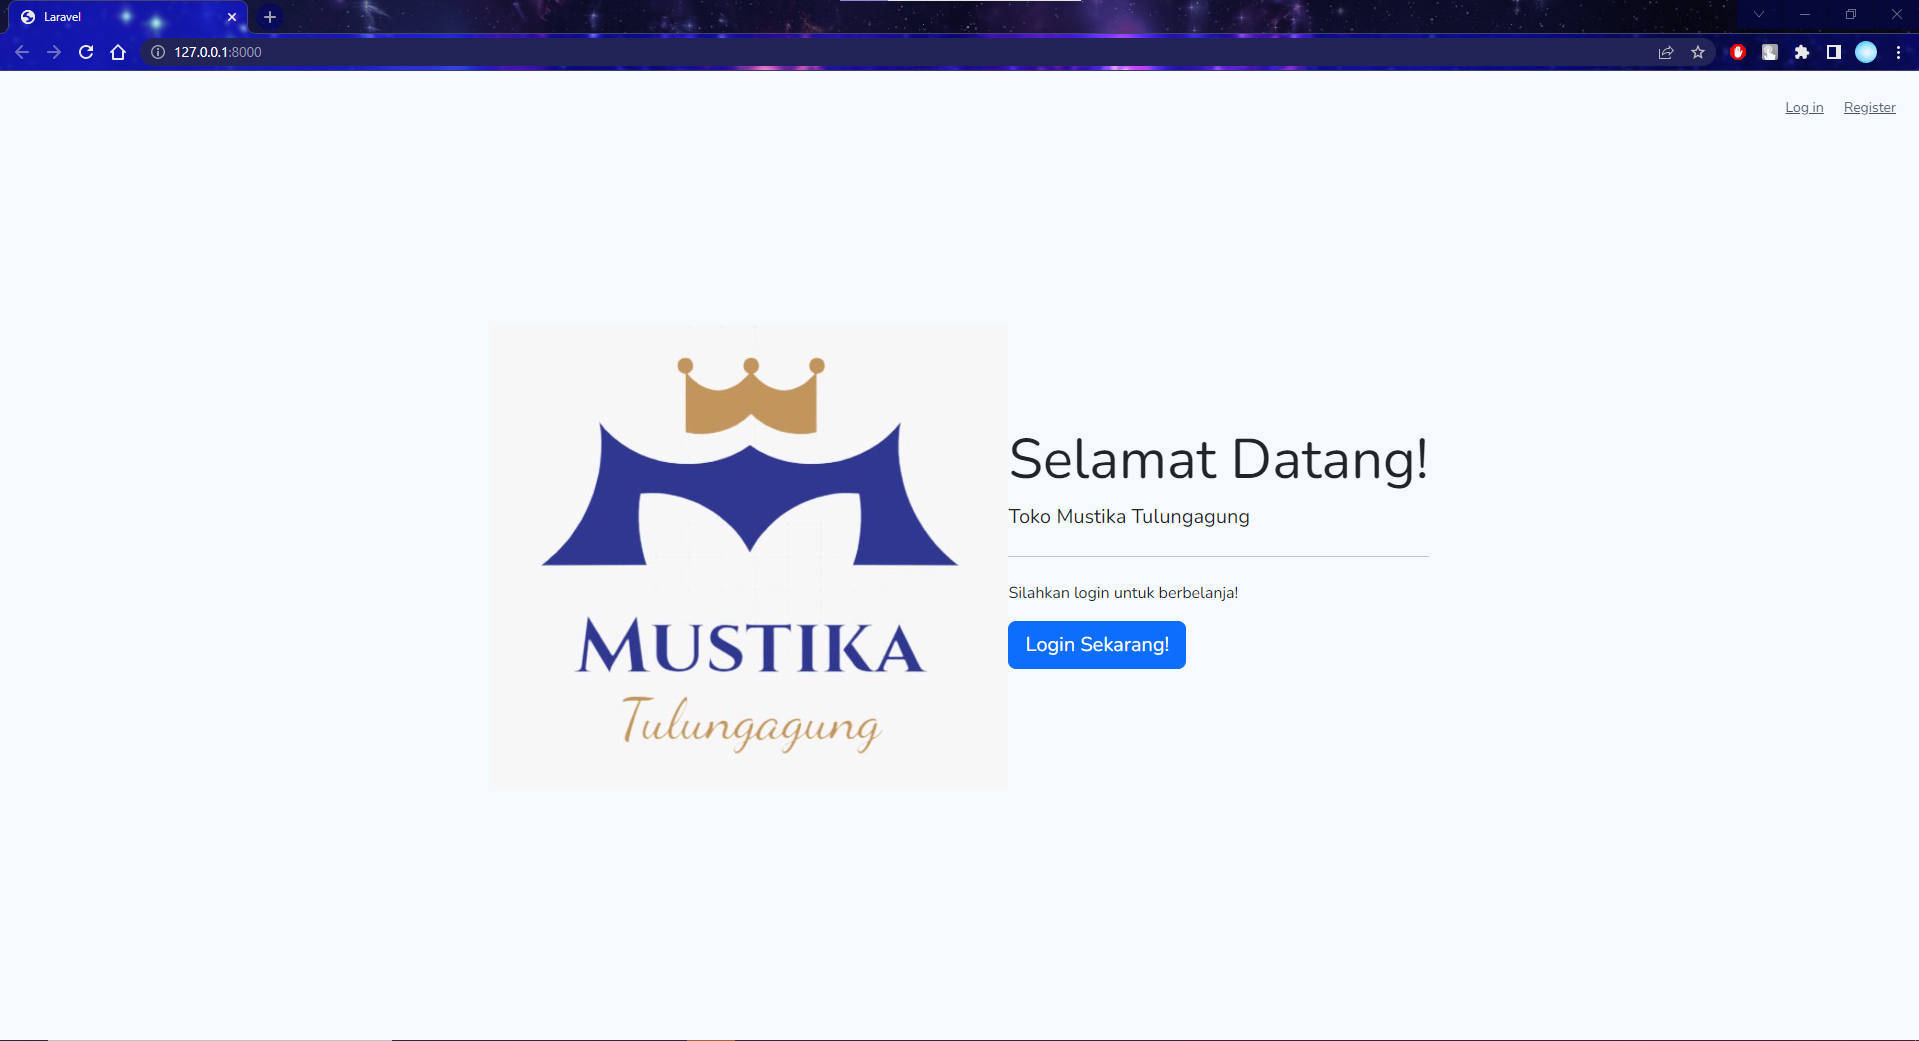 Laravel
127.0.0.1:8000
Log in
Register
MUSTIKA
Tulungagung
Selamat Datang!
Toko Mustika Tulungagung
Silahkan login untuk berbelanja!
Login Sekarang!